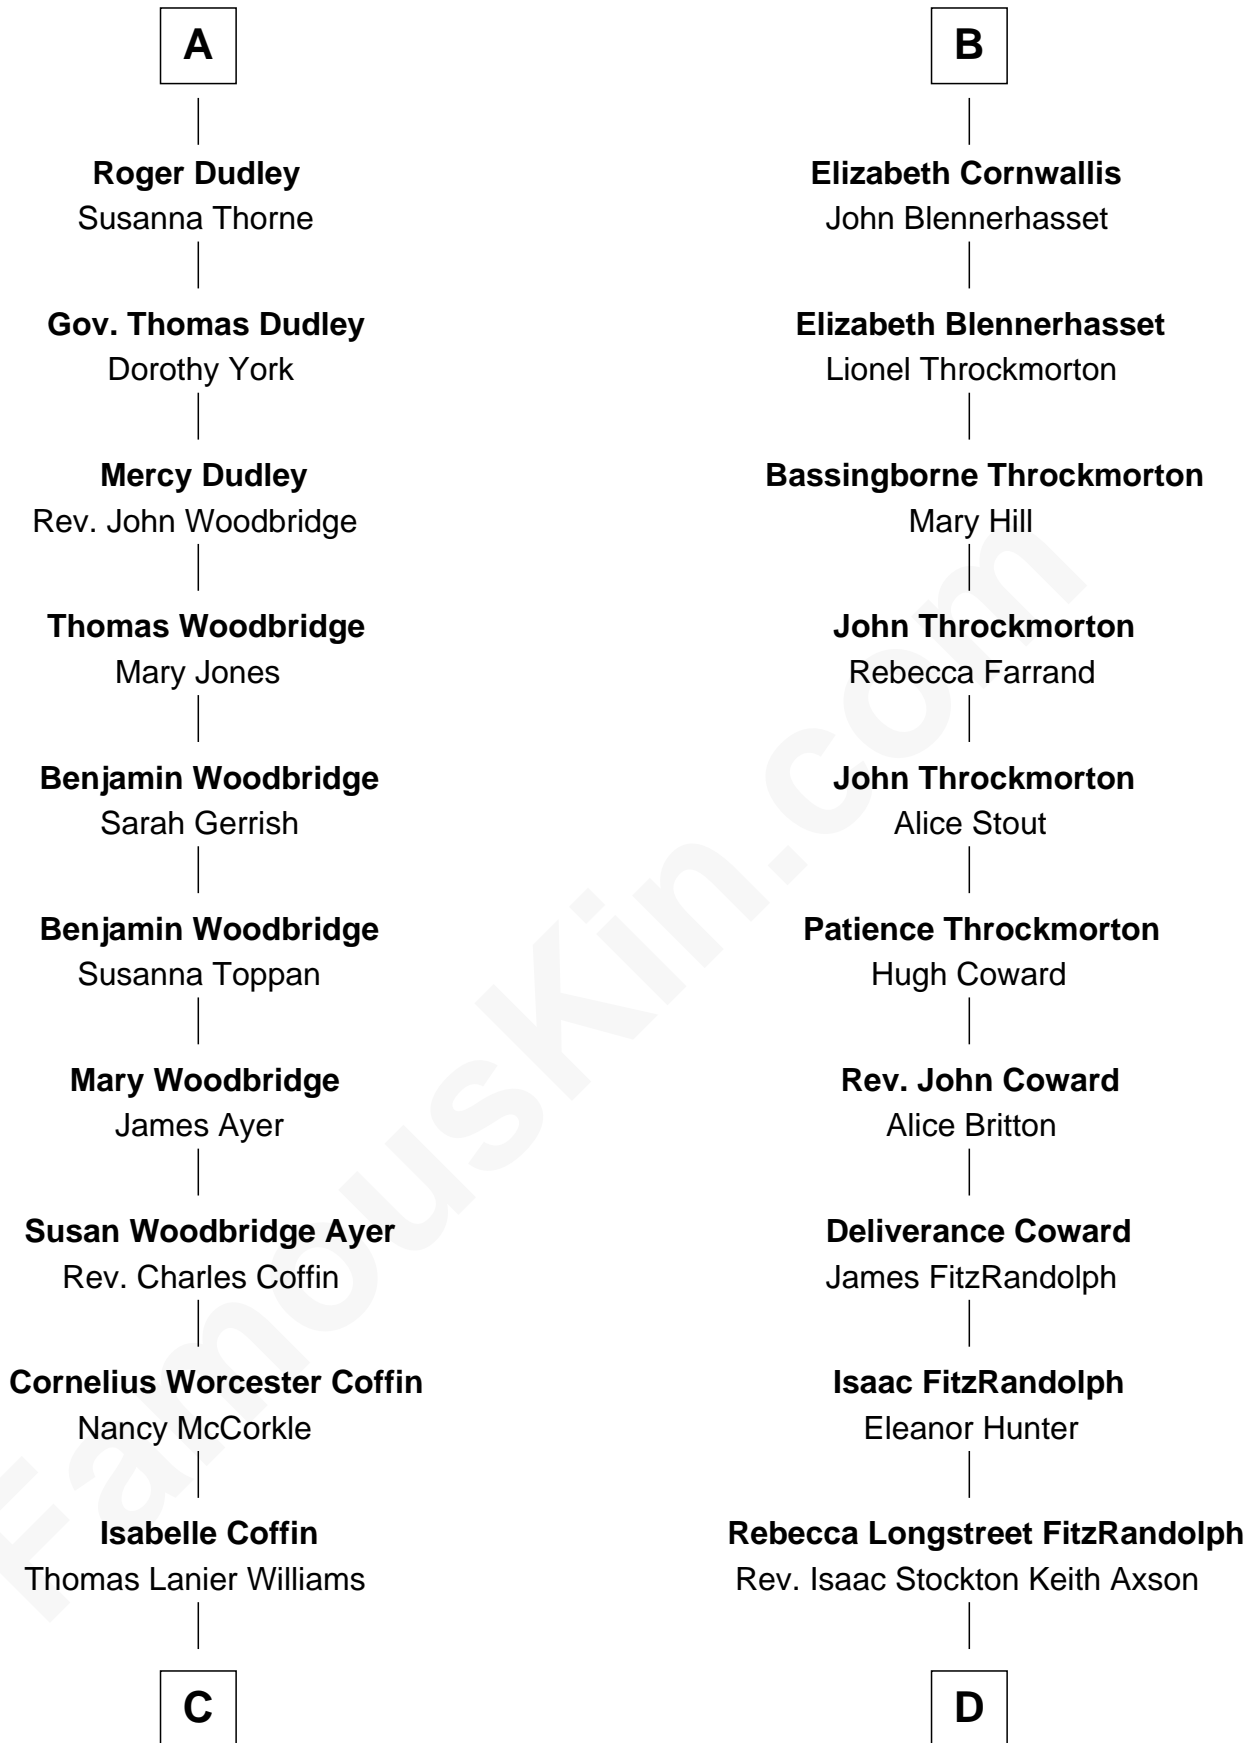 A
Roger Dudley
Susanna Thorne
Gov. Thomas Dudley
Dorothy York
Mercy Dudley
Rev. John Woodbridge
Thomas Woodbridge
Mary Jones
Benjamin Woodbridge
Sarah Gerrish
Benjamin Woodbridge
Susanna Toppan
Mary Woodbridge
James Ayer
Susan Woodbridge Ayer
Rev. Charles Coffin
Cornelius Worcester Coffin
Nancy McCorkle
Isabelle Coffin
Thomas Lanier Williams
C
B
Elizabeth Cornwallis
John Blennerhasset
Elizabeth Blennerhasset
Lionel Throckmorton
Bassingborne Throckmorton
Mary Hill
John Throckmorton
Rebecca Farrand
John Throckmorton
Alice Stout
Patience Throckmorton
Hugh Coward
Rev. John Coward
Alice Britton
Deliverance Coward
James FitzRandolph
Isaac FitzRandolph
Eleanor Hunter
Rebecca Longstreet FitzRandolph
Rev. Isaac Stockton Keith Axson
D
FamousKin.com